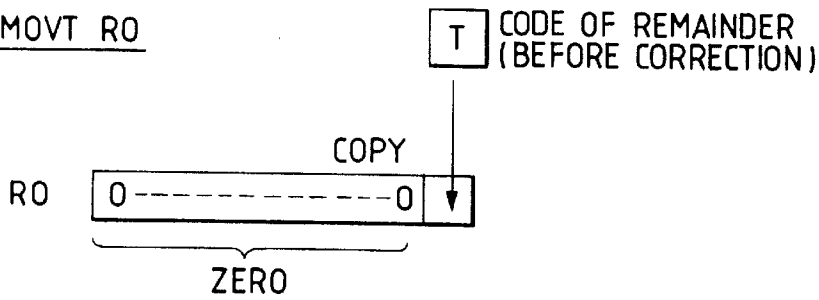 MOVT R0
T
CODE OF REMAINDER
(BEFORE CORRECTION)
COPY
R0
0-------------0
ZERO